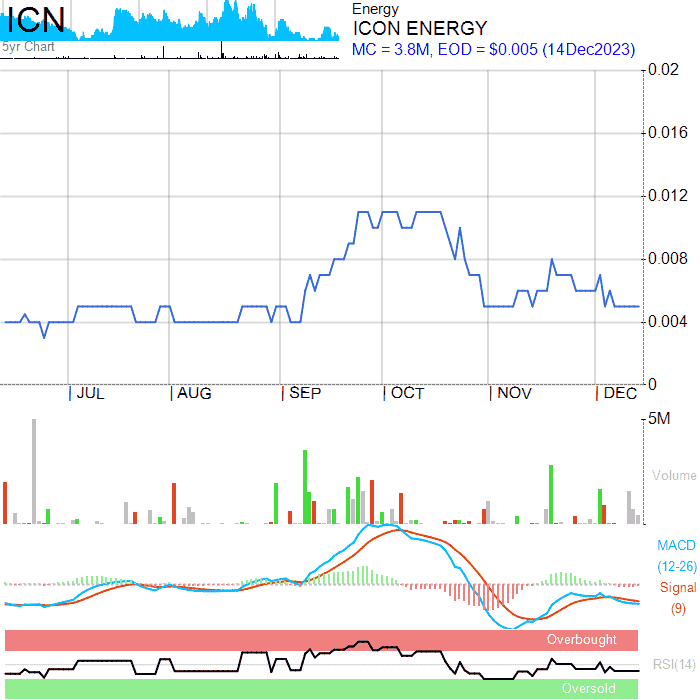 ICN
5yr Chart
Energy
ICON ENERGY
MC = 3.8M, EOD = $0.005 (14Dec2023)
0.02
0.016
0.012
0.008
0.004
0
JUL AUG SEP OCT NOV DEC
5M
Volume
MACD
(12-26)
Signal
(9)
Overbought
RSI(14)
Oversold